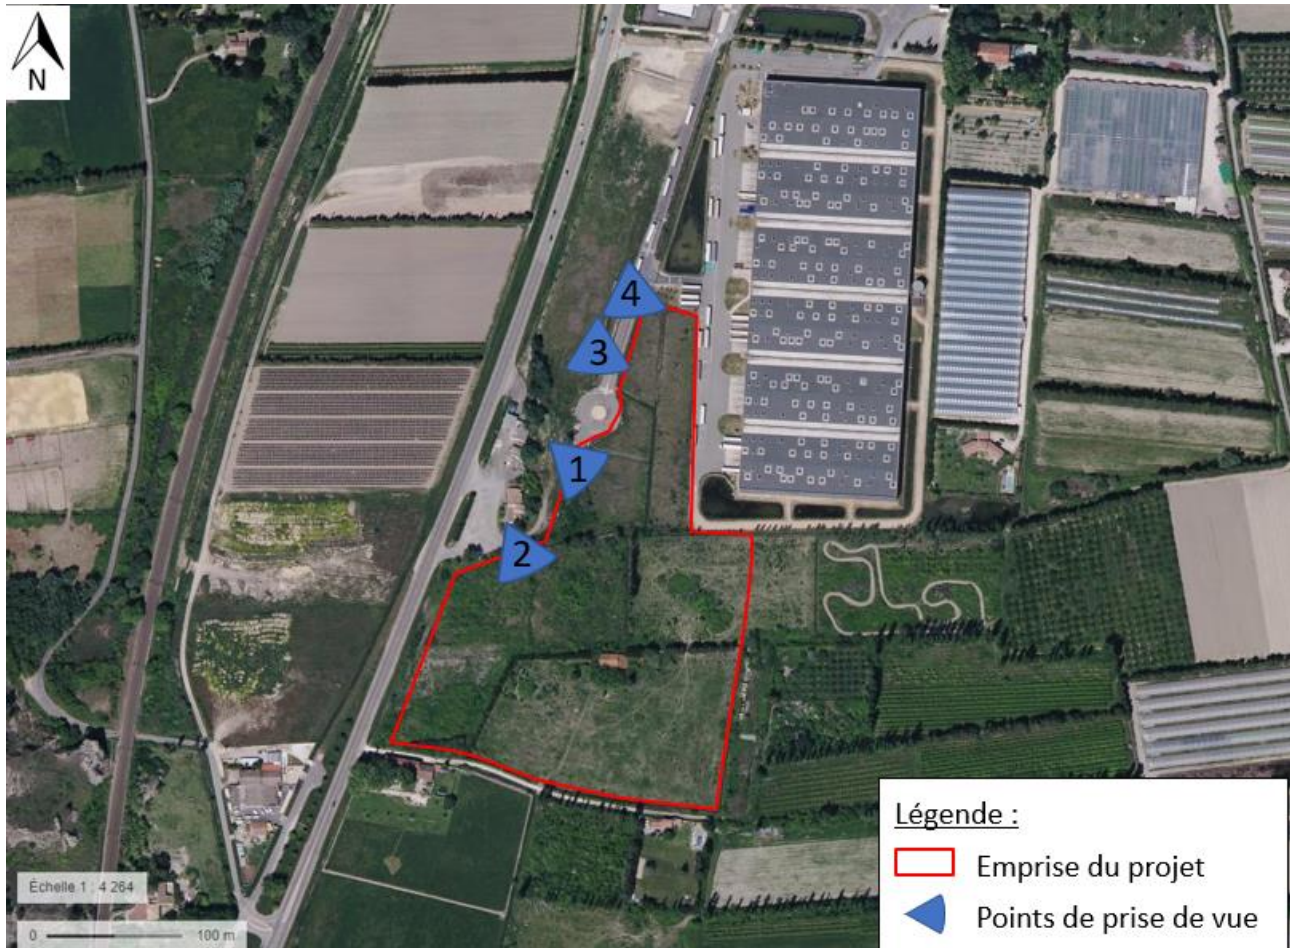 N
4
3
1
2
Légende :
Emprise du projet
Points de prise de vue
Échelle 1 : 4 264
0 100 m